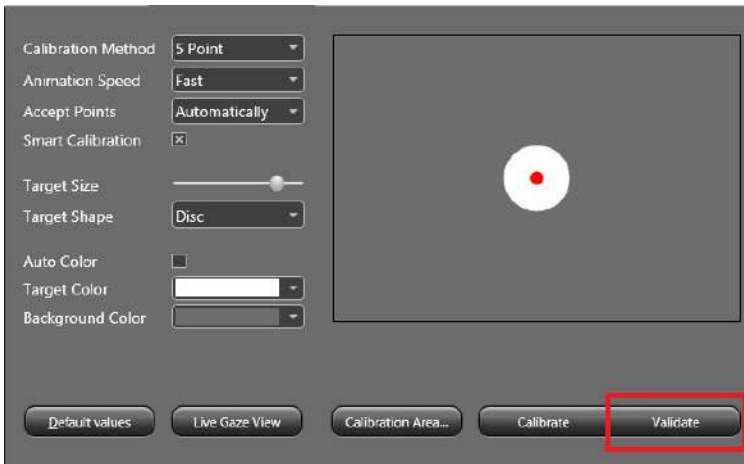 Calibration Method 5 Point
Animation Speed Fast
Accept Points Automatically
Smart Calibration
Target Size
Target Shape Disc
Auto Color
Target Color
Background Color
Default values Live Gaze View Calibration Area... Calibrate Validate